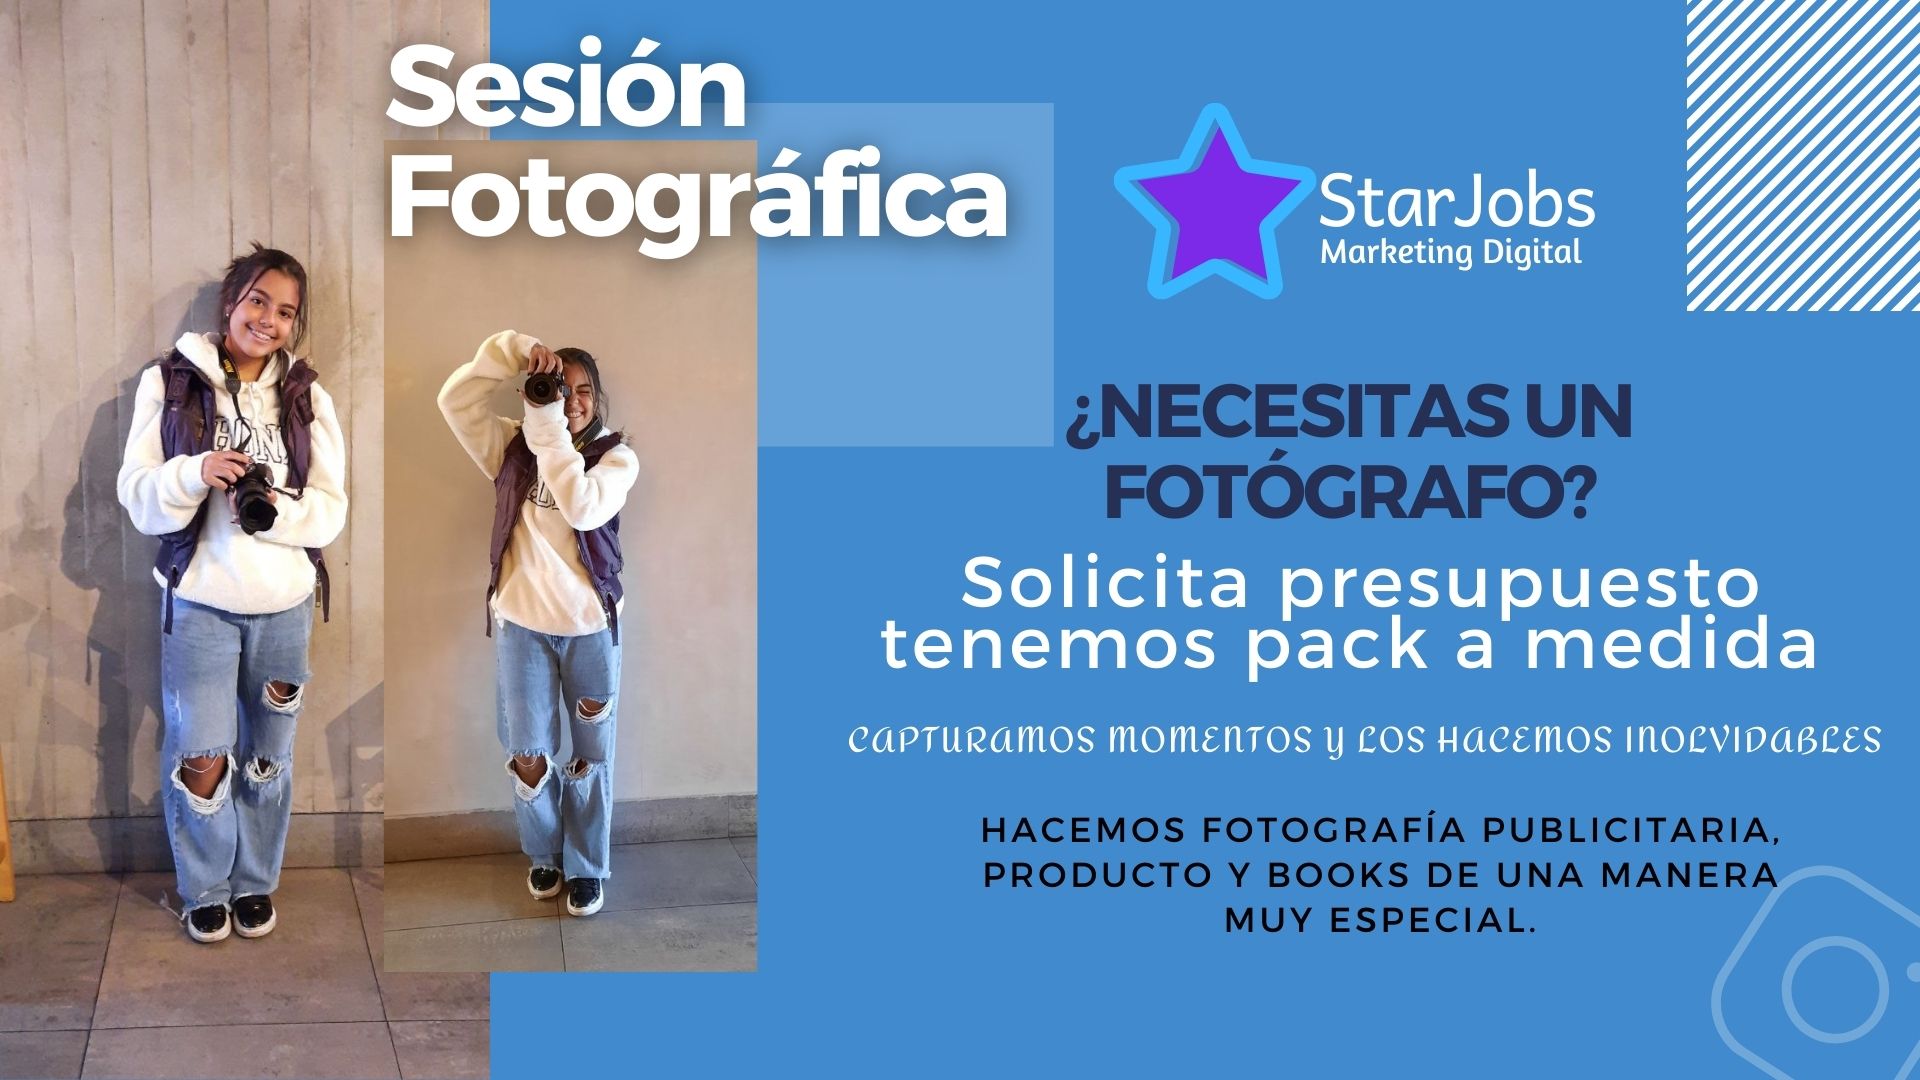 Sesión
Fotográfica
StarJobs
Marketing Digital
¿NECESITAS UN
FOTÓGRAFO?
Solicita presupuesto
tenemos pack a medida
CAPTURAMOS MOMENTOS Y LOS HACEMOS INOLVIDABLES
HACEMOS FOTOGRAFÍA PUBLICITARIA,
PRODUCTO Y BOOKS DE UNA MANERA
MUY ESPECIAL.